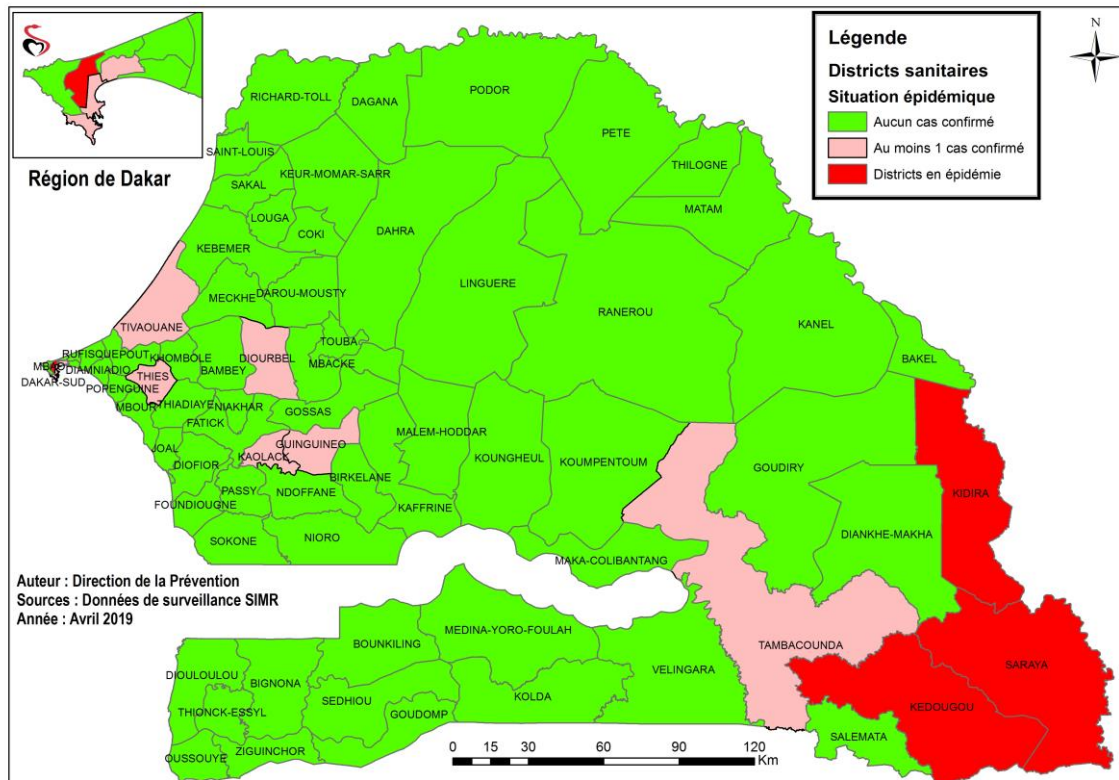 Région de Dakar
N
Légende
Districts sanitaires
Situation épidémique
Aucun cas confirmé
Au moins 1 cas confirmé
Districts en épidémie
PODOR
RICHARD-TOLL
DAGANA
PETE
SAINT-LOUIS
THILOGNE
KEUR-MOMAR-SARR
SAKAL
MATAM
LOUGA
COKI
DAHRA
KEBEMER
LINGUERE
MECKHE
DAROU-MOUSTY
RANEROU
KANEL
TIVAOUANE
TOUBA
RUFISQUE
POUT
KHOMBOLE
DIOURBEL
BAKEL
MBAO
DIAMNIADIO
THIES
BAMBEY
MBACKE
DAKAR-SUD
POPENGUINE
MBOUR
THIADIAYE
NIAKHAR
GOSSAS
FATICK
MALEM-HODDAR
JOAL
GUINGUINEO
KOUNGHEUL
KOUMPENTOUM
GOUDIRY
DIOFIOR
KAOLACK
BIRKELANE
KIDIRA
PASSY
NDOFFANE
FOUNDIOUGNE
KAFFRINE
SOKONE
NIORO
DIANKHE-MAKHA
MAKA-COLIBANTANG
Auteur : Direction de la Prévention
Sources : Données de surveillance SIMR
Année : Avril 2019
BOUNKILING
MEDINA-YORO-FOULAH
TAMBACOUNDA
SARAYA
DIOULOULOU
BIGNONA
VELINGARA
SEDHIOU
KOLDA
THIONCK-ESSYL
GOUDOMP
KEDOUGOU
OUSSOUYE
ZIGUINCHOR
SALEMATA
0 15 30 60 90 120
Km